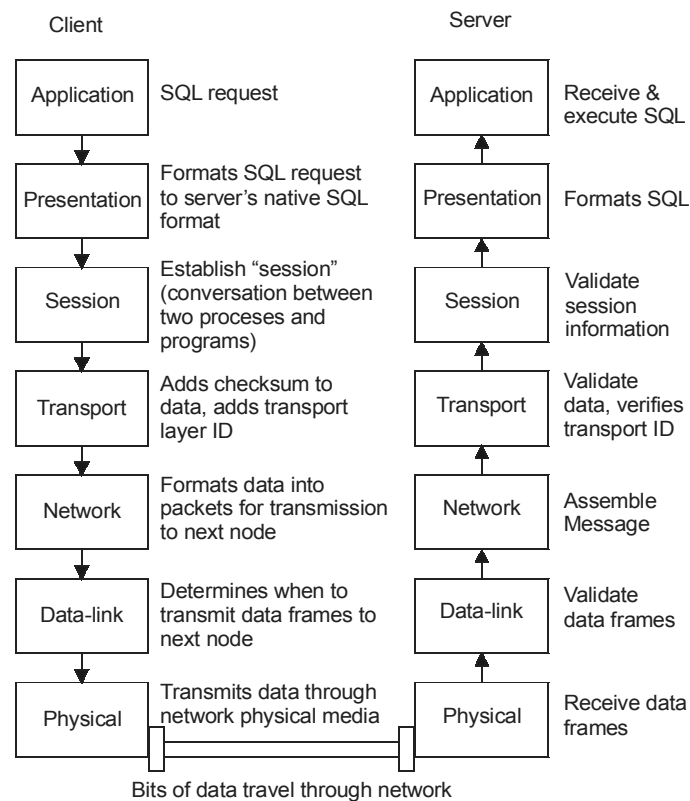 Client
Server
Application
SQL request
Application
Receive &
execute SQL
Presentation
Formats SQL request
to server's native SQL
format
Presentation
Formats SQL
Session
Establish “session”
(conversation between
two proceses and
programs)
Session
Validate
session
information
Transport
Adds checksum to
data, adds transport
layer ID
Transport
Validate
data, verifies
transport ID
Network
Formats data into
packets for transmission
to next node
Network
Assemble
Message
Data-link
Determines when to
transmit data frames to
next node
Data-link
Validate
data frames
Physical
Transmits data through
network physical media
Physical
Receive data
frames
Bits of data travel through network